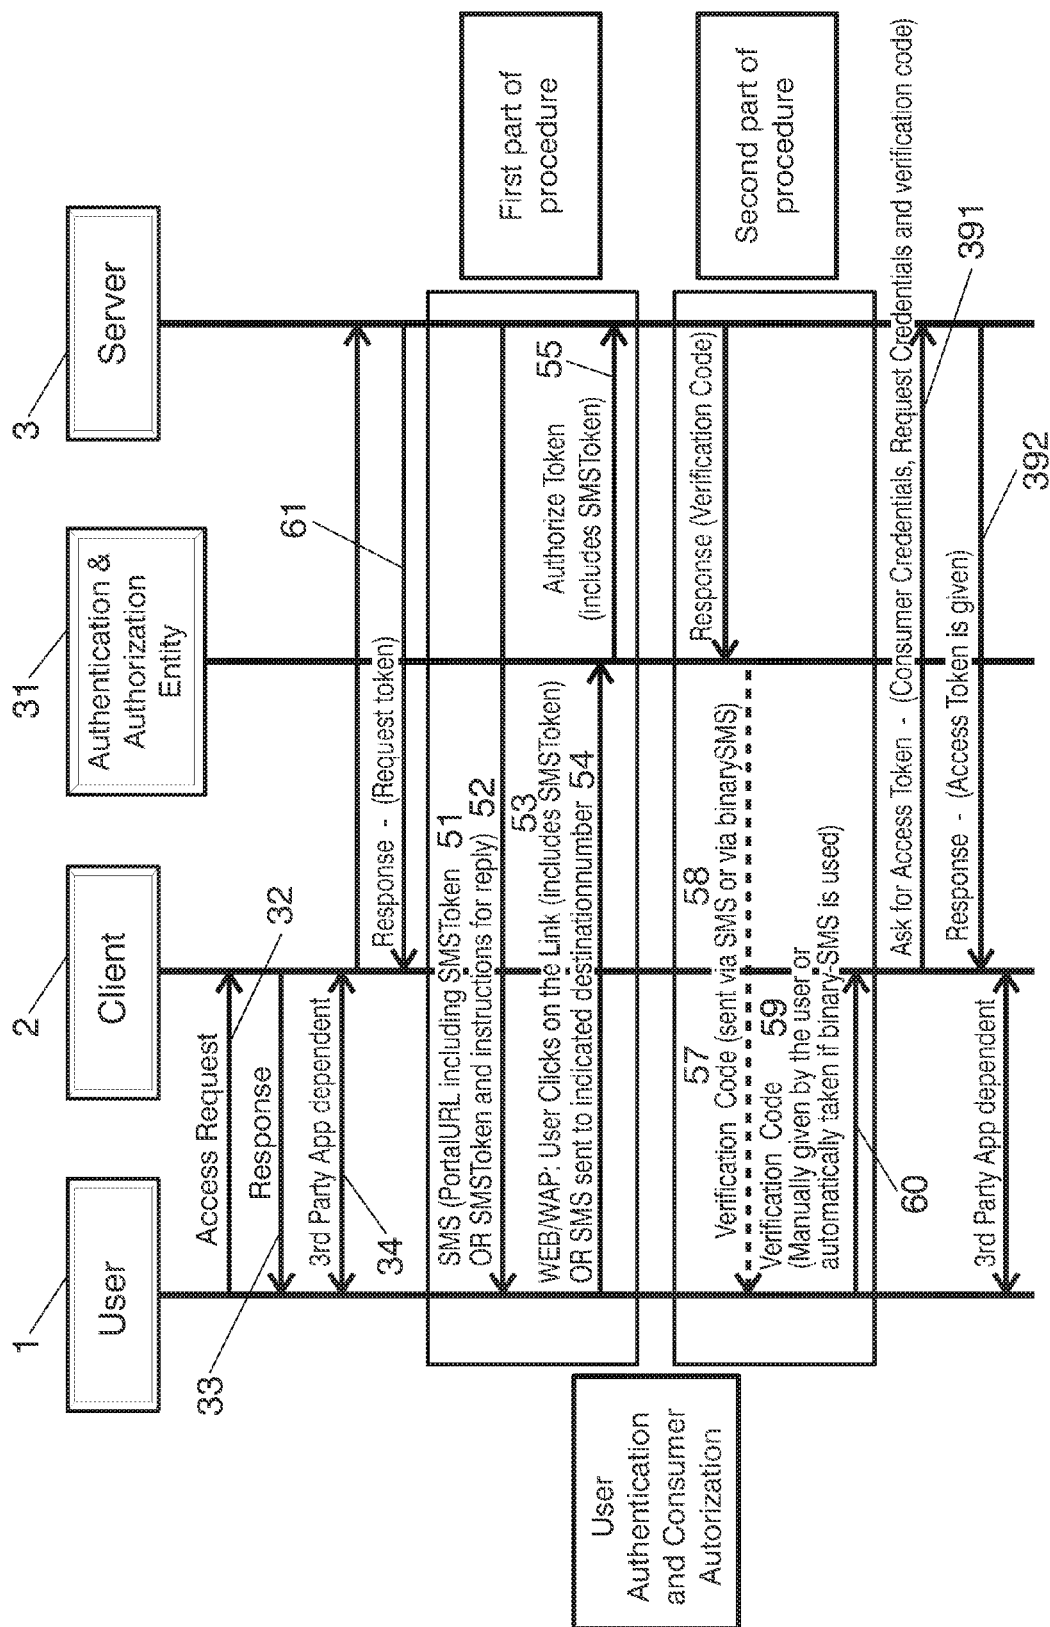 1
User
2
Client
31
Authentication &
Authorization
Entity
3
Server
Access Request
32
33
Response
3rd Party App dependent
34
Response - (Request token)
61
SMS (PortalURL including SMSToken 51
OR SMSToken and instructions for reply) 52
53
WEB/WAP: User Clicks on the Link (includes SMSToken)
OR SMS sent to indicated destinationnumber 54
Authorize Token
(includes SMSToken)
55
First part of
procedure
User
Authentication
and Consumer
Autorization
Response (Verification Code)
57
58
Verification Code (sent via SMS or via binarySMS)
59
Verification Code
(Manually given by the user or
automatically taken if binary-SMS is used)
60
Second part of
procedure
Ask for Access Token - (Consumer Credentials, Request Credentials and verification code)
391
Response - (Access Token is given)
392
3rd Party App dependent